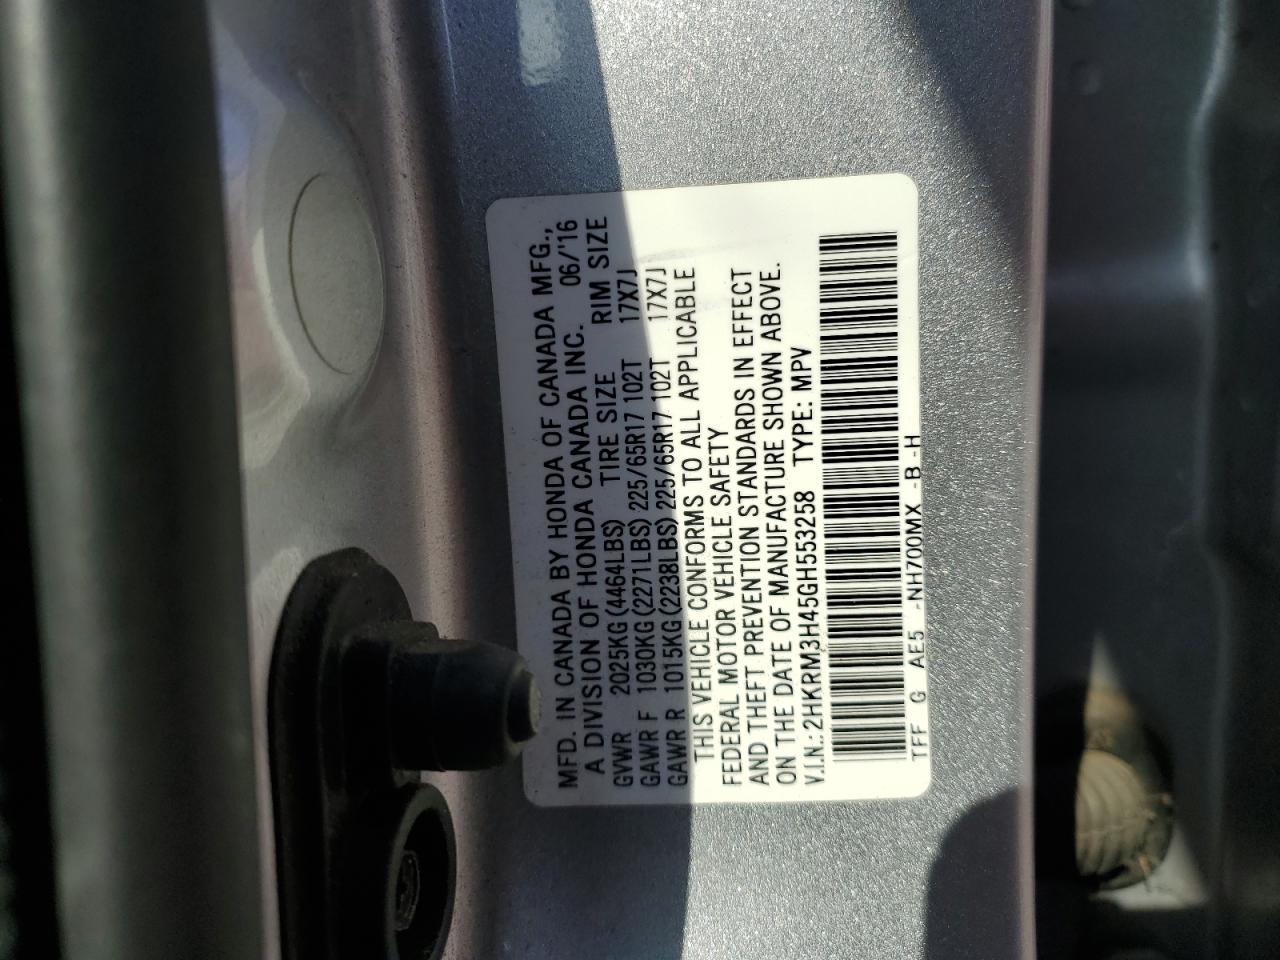 MFD. IN CANADA BY HONDA OF CANADA MFG.,
A DIVISION OF HONDA CANADA INC. 06/'16
GVWR 2025KG(4464LBS) TIRE SIZE RIM SIZE
GAWR F 1030KG(2271LBS) 225/65R17 102T 17X7J
GAWR R 1015KG(2238LBS) 225/65R17 102T 17X7J
THIS VEHICLE CONFORMS TO ALL APPLICABLE
FEDERAL MOTOR VEHICLE SAFETY
AND THEFT PREVENTION STANDARDS IN EFFECT
ON THE DATE OF MANUFACTURE SHOWN ABOVE.
V.I.N.:2HKRM3H45GH553258 TYPE: MPV
TFF G AE5 -NH700MX -B -H